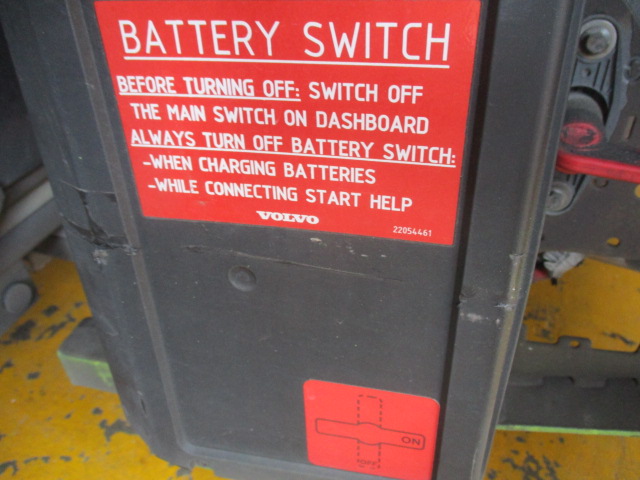 BATTERY SWITCH
BEFORE TURNING OFF: SWITCH OFF
THE MAIN SWITCH ON DASHBOARD
ALWAYS TURN OFF BATTERY SWITCH:
-WHEN CHARGING BATTERIES
-WHILE CONNECTING START HELP
VOLVO
22054461
ON
OFF